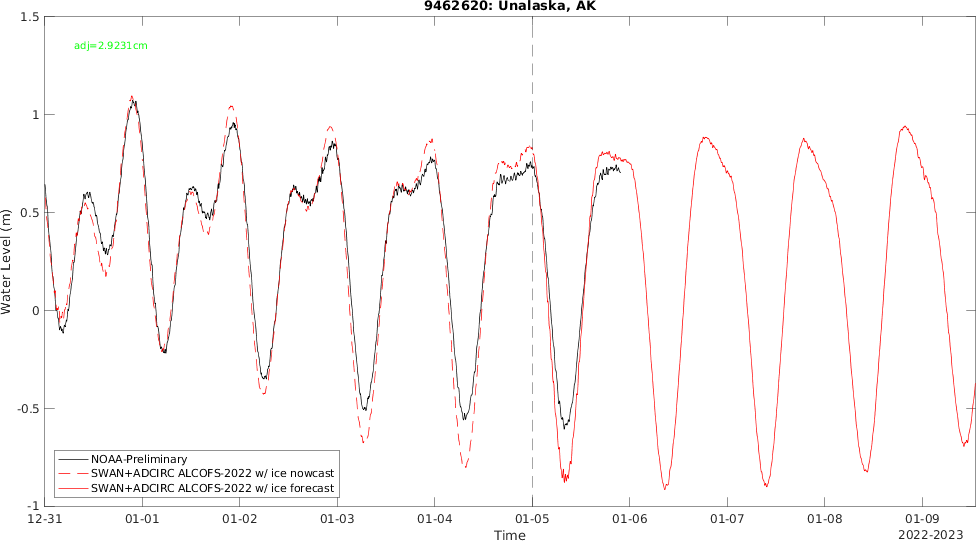 9462620: Unalaska, AK
adj=2.9231cm
1.5
1
0.5
0
-0.5
-1
Water Level (m)
NOAA-Preliminary
SWAN+ADCIRC ALCOFS-2022 w/ ice nowcast
SWAN+ADCIRC ALCOFS-2022 w/ ice forecast
12-31 01-01 01-02 01-03 01-04 01-05 01-06 01-07 01-08 01-09
Time
2022-2023